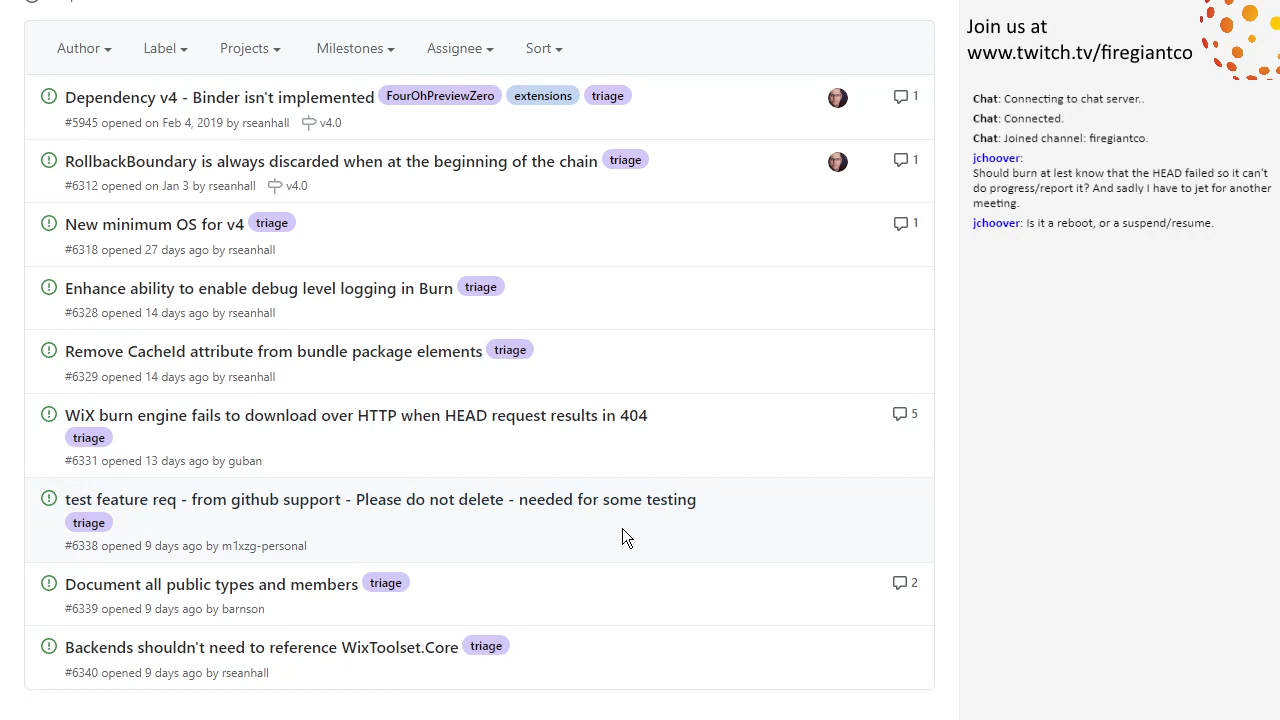 Author
Label
Projects
Milestones
Assignee
Sort
Dependency v4 - Binder isn't implemented FourOhPreviewZero extensions triage
1
#5945 opened on Feb 4, 2019 by rseanhall v4.0
RollbackBoundary is always discarded when at the beginning of the chain triage
1
#6312 opened on Jan 3 by rseanhall v4.0
New minimum OS for v4 triage
1
#6318 opened 27 days ago by rseanhall
Enhance ability to enable debug level logging in Burn triage
#6328 opened 14 days ago by rseanhall
Remove CacheId attribute from bundle package elements triage
#6329 opened 14 days ago by rseanhall
WiX burn engine fails to download over HTTP when HEAD request results in 404
5
triage
#6331 opened 13 days ago by guban
test feature req - from github support - Please do not delete - needed for some testing
triage
#6338 opened 9 days ago by m1xzg-personal
Document all public types and members triage
2
#6339 opened 9 days ago by barnson
Backends shouldn't need to reference WixToolset.Core triage
#6340 opened 9 days ago by rseanhall
Join us at
www.twitch.tv/firegiantco
Chat: Connecting to chat server..
Chat: Connected.
Chat: Joined channel: firegiantco.
jchoover:
Should burn at lest know that the HEAD failed so it can't
do progress/report it? And sadly I have to jet for another
meeting.
jchoover: Is it a reboot, or a suspend/resume.